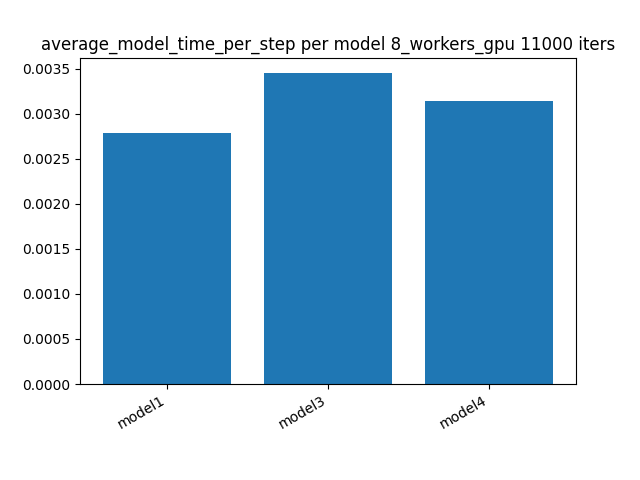 average_model_time_per_step per model 8_workers_gpu 11000 iters
0.0035
0.0030
0.0025
0.0020
0.0015
0.0010
0.0005
0.0000
model1
model3
model4